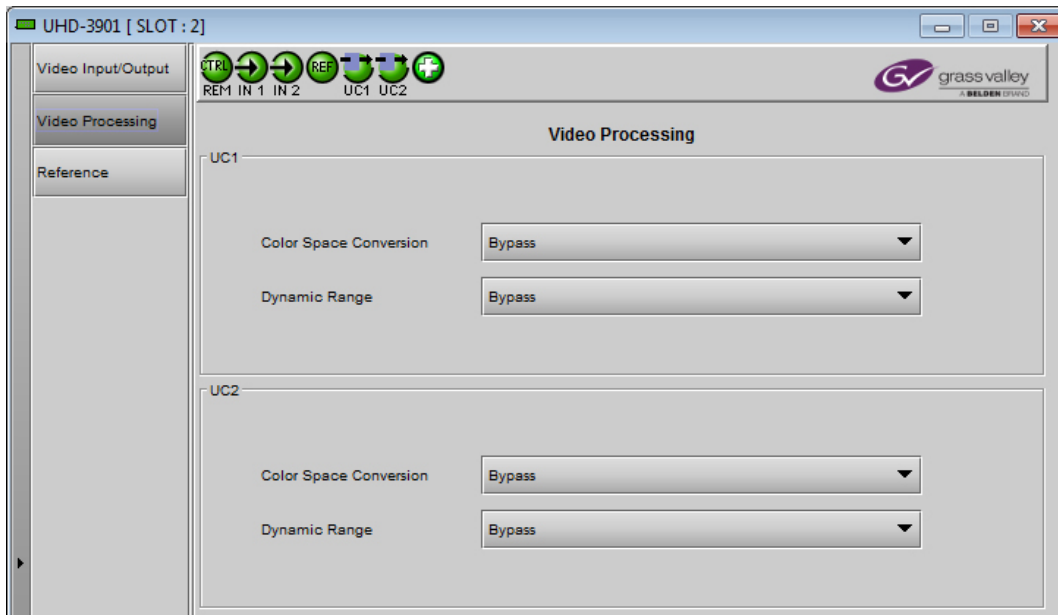 UHD-3901 [ SLOT : 2]
Video Input/Output
Video Processing
Reference
CTRL REF
REM IN 1 IN 2 UC1 UC2
GV grass valley
A BELDEN BRAND
Video Processing
UC1
Color Space Conversion Bypass
Dynamic Range Bypass
UC2
Color Space Conversion Bypass
Dynamic Range Bypass